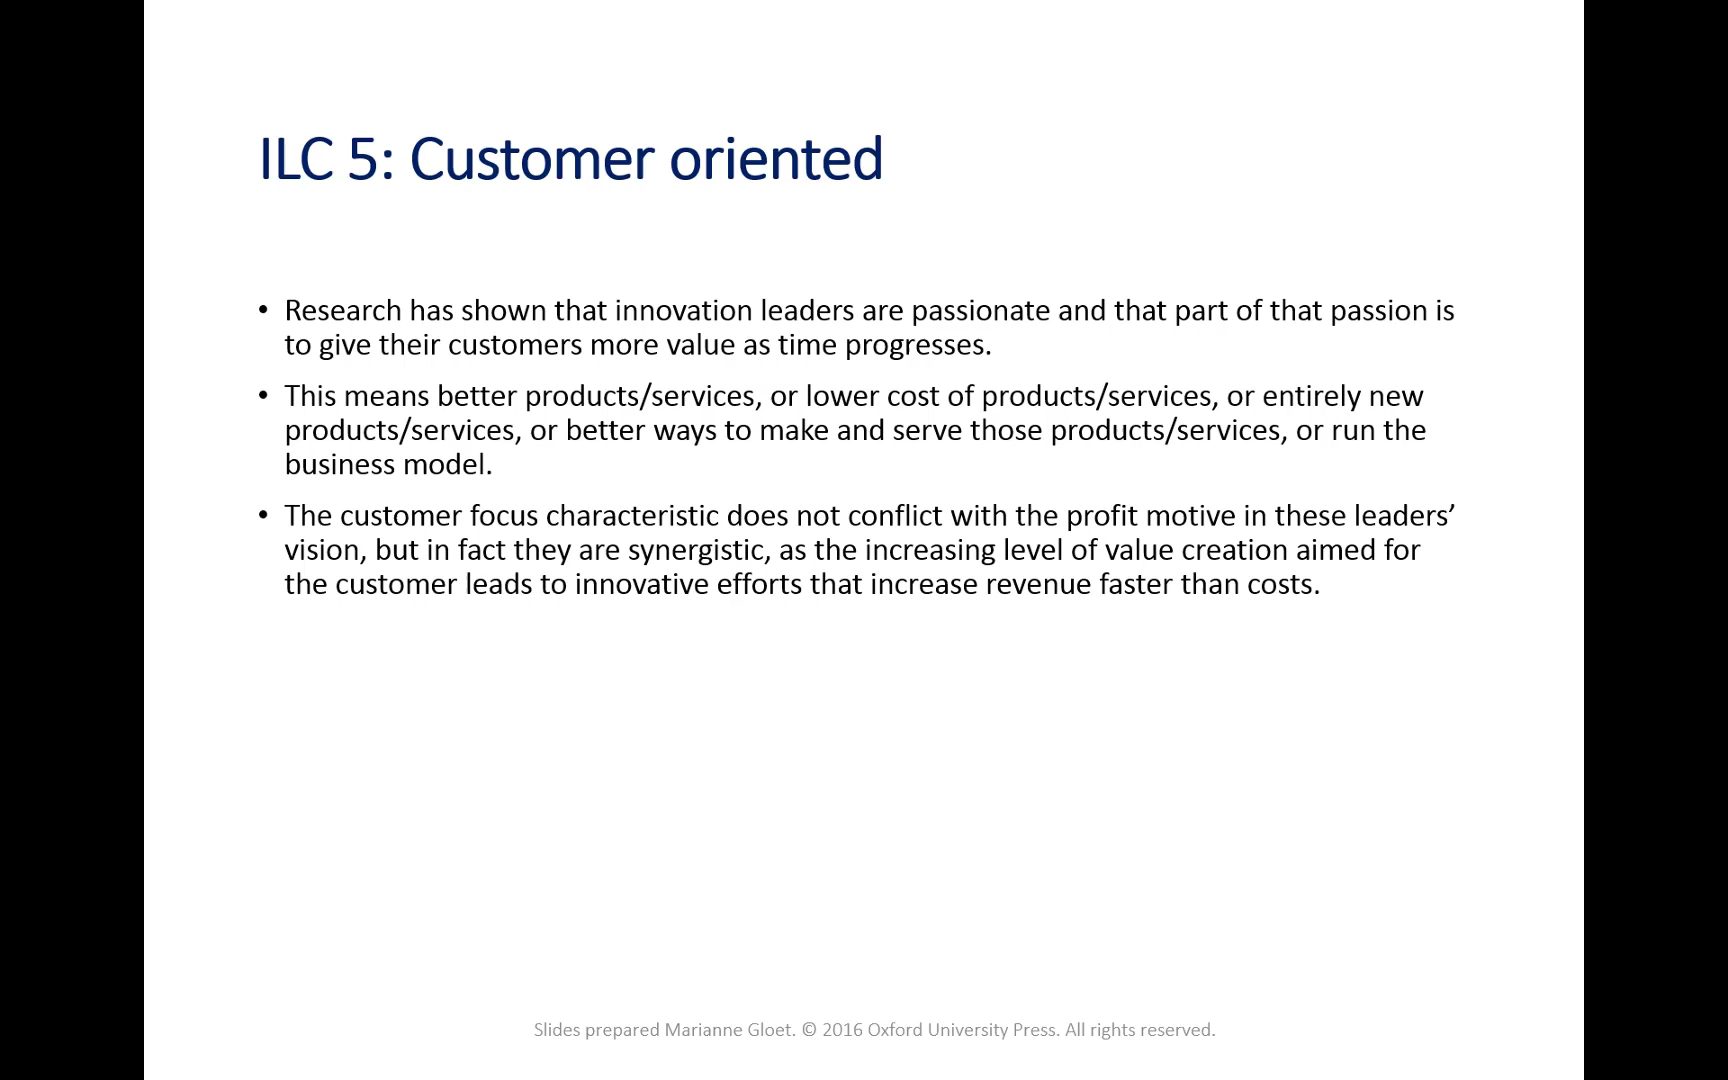 ILC 5: Customer oriented
• Research has shown that innovation leaders are passionate and that part of that passion is
to give their customers more value as time progresses.
• This means better products/services, or lower cost of products/services, or entirely new
products/services, or better ways to make and serve those products/services, or run the
business model.
• The customer focus characteristic does not conflict with the profit motive in these leaders’
vision, but in fact they are synergistic, as the increasing level of value creation aimed for
the customer leads to innovative efforts that increase revenue faster than costs.
Slides prepared Marianne Gloet. © 2016 Oxford University Press. All rights reserved.